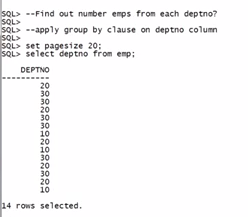 SQL> --Find out number emps from each deptno?
SQL>
SQL> --apply group by clause on deptno column
SQL>
SQL> set pagesize 20;
SQL> select deptno from emp;
DEPTNO
----------
20
30
30
20
30
30
10
20
10
30
20
30
20
10
14 rows selected.